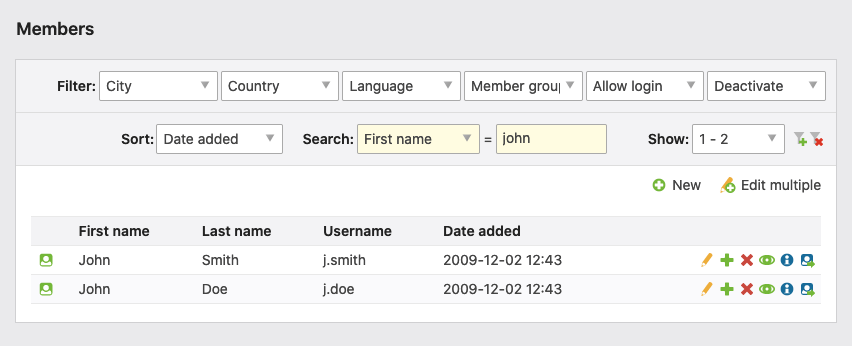 Members
Filter: City Country Language Member group Allow login Deactivate
Sort: Date added Search: First name = john Show: 1 - 2
New Edit multiple
First name Last name Username Date added
John Smith j.smith 2009-12-02 12:43
John Doe j.doe 2009-12-02 12:43